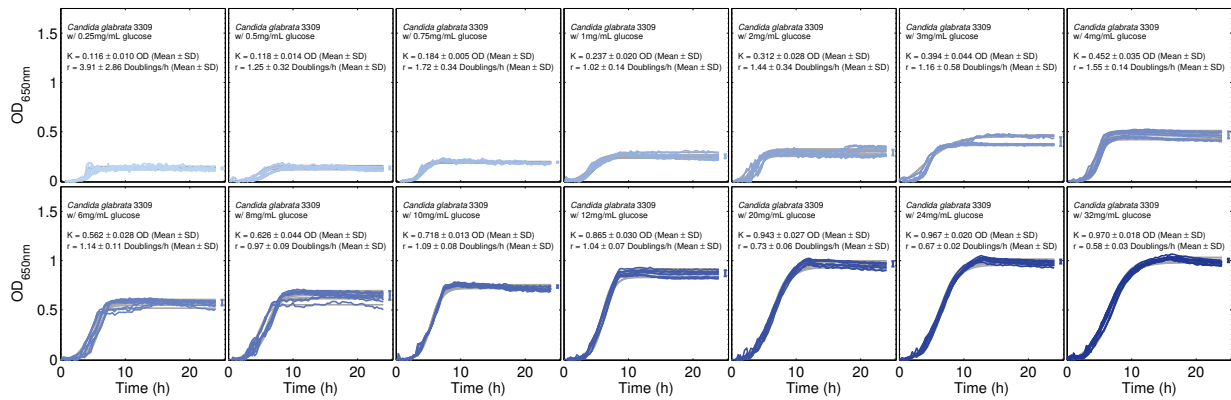 Candida glabrata 3309
w/ 0.25mg/mL glucose
K = 0.116 ± 0.010 OD (Mean ± SD)
r = 3.91 ± 2.86 Doublings/h (Mean ± SD)
Candida glabrata 3309
w/ 0.5mg/mL glucose
K = 0.118 ± 0.014 OD (Mean ± SD)
r = 1.25 ± 0.32 Doublings/h (Mean ± SD)
Candida glabrata 3309
w/ 0.75mg/mL glucose
K = 0.184 ± 0.005 OD (Mean ± SD)
r = 1.72 ± 0.34 Doublings/h (Mean ± SD)
Candida glabrata 3309
w/ 1mg/mL glucose
K = 0.237 ± 0.020 OD (Mean ± SD)
r = 1.02 ± 0.14 Doublings/h (Mean ± SD)
Candida glabrata 3309
w/ 2mg/mL glucose
K = 0.312 ± 0.028 OD (Mean ± SD)
r = 1.44 ± 0.34 Doublings/h (Mean ± SD)
Candida glabrata 3309
w/ 3mg/mL glucose
K = 0.394 ± 0.044 OD (Mean ± SD)
r = 1.16 ± 0.58 Doublings/h (Mean ± SD)
Candida glabrata 3309
w/ 4mg/mL glucose
K = 0.452 ± 0.035 OD (Mean ± SD)
r = 1.55 ± 0.14 Doublings/h (Mean ± SD)
OD650nm
1.5
1
0.5
0
Candida glabrata 3309
w/ 6mg/mL glucose
K = 0.562 ± 0.028 OD (Mean ± SD)
r = 1.14 ± 0.11 Doublings/h (Mean ± SD)
Candida glabrata 3309
w/ 8mg/mL glucose
K = 0.626 ± 0.044 OD (Mean ± SD)
r = 0.97 ± 0.09 Doublings/h (Mean ± SD)
Candida glabrata 3309
w/ 10mg/mL glucose
K = 0.718 ± 0.013 OD (Mean ± SD)
r = 1.09 ± 0.08 Doublings/h (Mean ± SD)
Candida glabrata 3309
w/ 12mg/mL glucose
K = 0.865 ± 0.030 OD (Mean ± SD)
r = 1.04 ± 0.07 Doublings/h (Mean ± SD)
Candida glabrata 3309
w/ 20mg/mL glucose
K = 0.943 ± 0.027 OD (Mean ± SD)
r = 0.73 ± 0.06 Doublings/h (Mean ± SD)
Candida glabrata 3309
w/ 24mg/mL glucose
K = 0.967 ± 0.020 OD (Mean ± SD)
r = 0.67 ± 0.02 Doublings/h (Mean ± SD)
Candida glabrata 3309
w/ 32mg/mL glucose
K = 0.970 ± 0.018 OD (Mean ± SD)
r = 0.58 ± 0.03 Doublings/h (Mean ± SD)
OD650nm
1.5
1
0.5
0
0 10 20
0 10 20
0 10 20
0 10 20
0 10 20
0 10 20
0 10 20
Time (h)
Time (h)
Time (h)
Time (h)
Time (h)
Time (h)
Time (h)